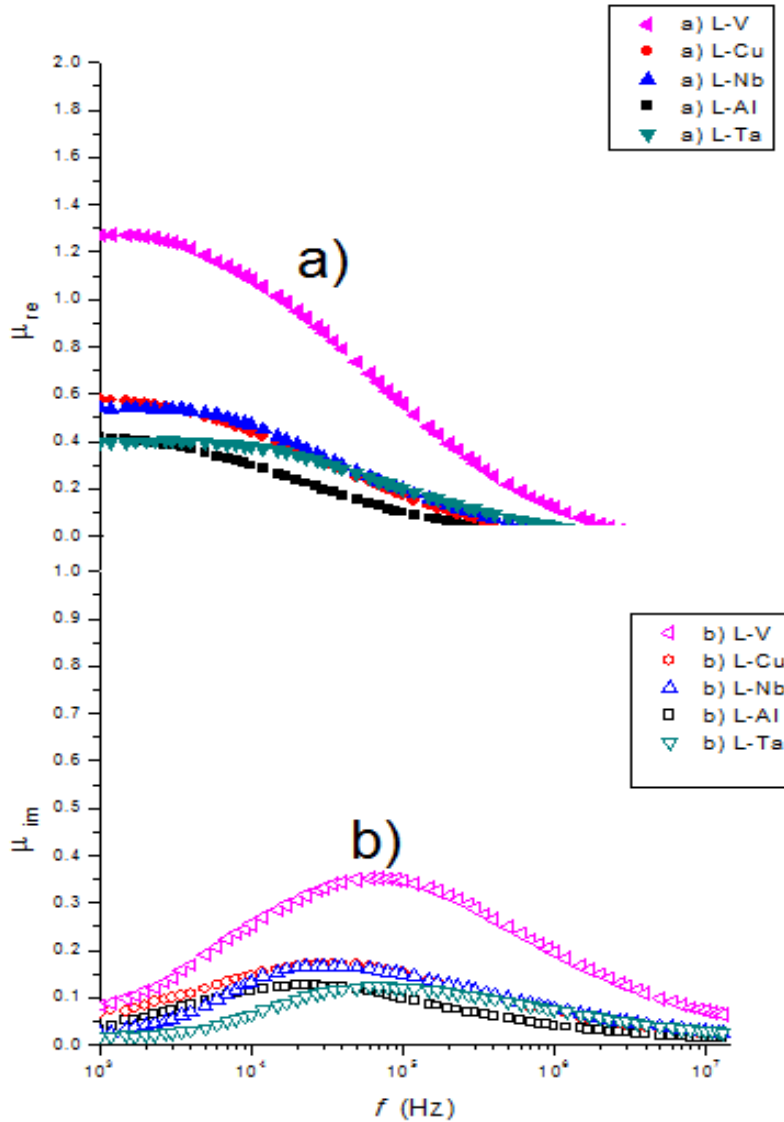 a) L-V
a) L-Cu
a) L-Nb
a) L-Al
a) L-Ta
2.0
1.8
1.6
1.4
1.2
1.0
0.8
0.6
0.4
0.2
0.0
μre
a)
1.0
0.9
0.8
0.7
0.6
0.5
0.4
0.3
0.2
0.1
0.0
μim
b)
b) L-V
b) L-Cu
b) L-Nb
b) L-Al
b) L-Ta
10³ 10⁴ 10⁵ 10⁶ 10⁷
f (Hz)